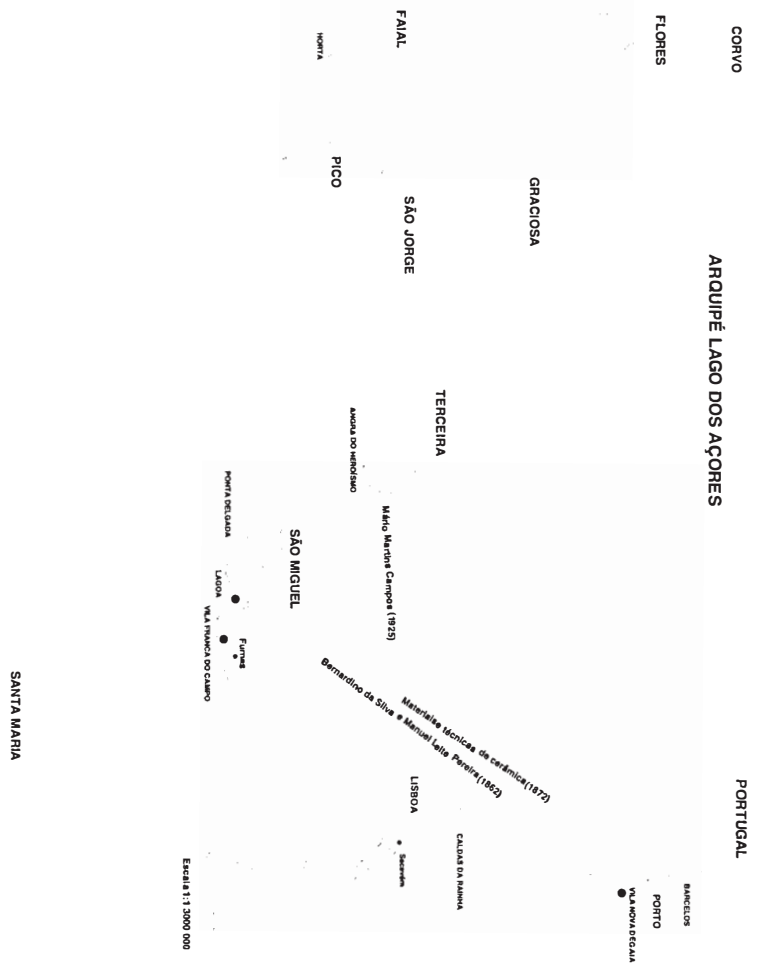 ARQUIPÉ LAGO DOS AÇORES
CORVO
FLORES
PORTUGAL
BARCELOS
PORTO
VILA NOVA DE GAIA
GRACIOSA
FAIAL
HORTA
SÃO JORGE
PICO
TERCEIRA
ANGRA DO HEROÍSMO
Mário Martins Campos (1925)
Materiaise técnicas de cerâmica(1872)
Bernardino da Silva e Manuel Leite Pereira(1862)
CALDAS DA RAINHA
LISBOA
Sacavém
SÃO MIGUEL
PONTA DELGADA
LAGOA
Furnas
VILA FRANCA DO CAMPO
SANTA MARIA
Escala 1:1 3000 000